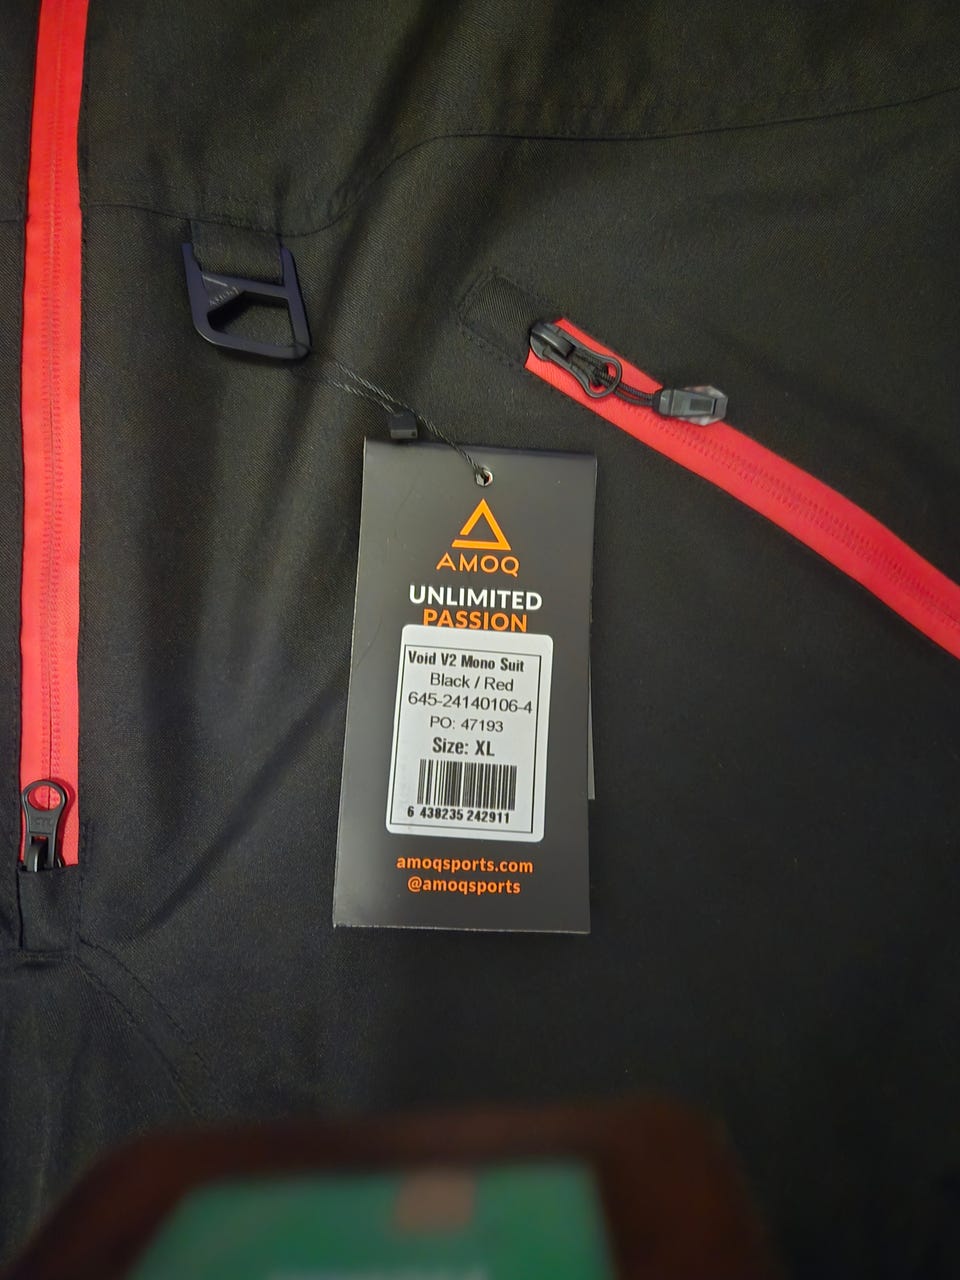 AMOQ
UNLIMITED
PASSION
Void V2 Mono Suit
Black / Red
645-24140106-4
PO: 47193
Size: XL
6 438235 242911
amoqsports.com
@amoqsports